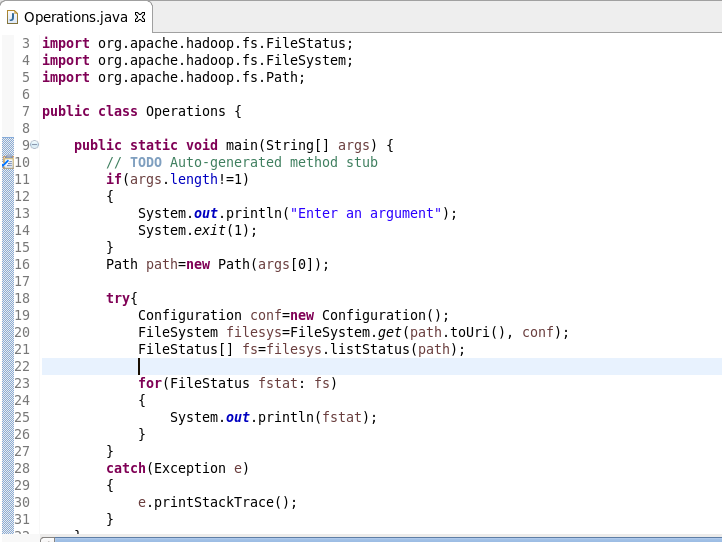 Operations.java
3 import org.apache.hadoop.fs.FileStatus;
4 import org.apache.hadoop.fs.FileSystem;
5 import org.apache.hadoop.fs.Path;
6
7 public class Operations {
8
9     public static void main(String[] args) {
10         // TODO Auto-generated method stub
11         if(args.length!=1)
12         {
13             System.out.println("Enter an argument");
14             System.exit(1);
15         }
16         Path path=new Path(args[0]);
17
18         try{
19             Configuration conf=new Configuration();
20             FileSystem filesys=FileSystem.get(path.toUri(), conf);
21             FileStatus[] fs=filesys.listStatus(path);
22
23             for(FileStatus fstat: fs)
24             {
25                 System.out.println(fstat);
26             }
27         }
28         catch(Exception e)
29         {
30             e.printStackTrace();
31         }